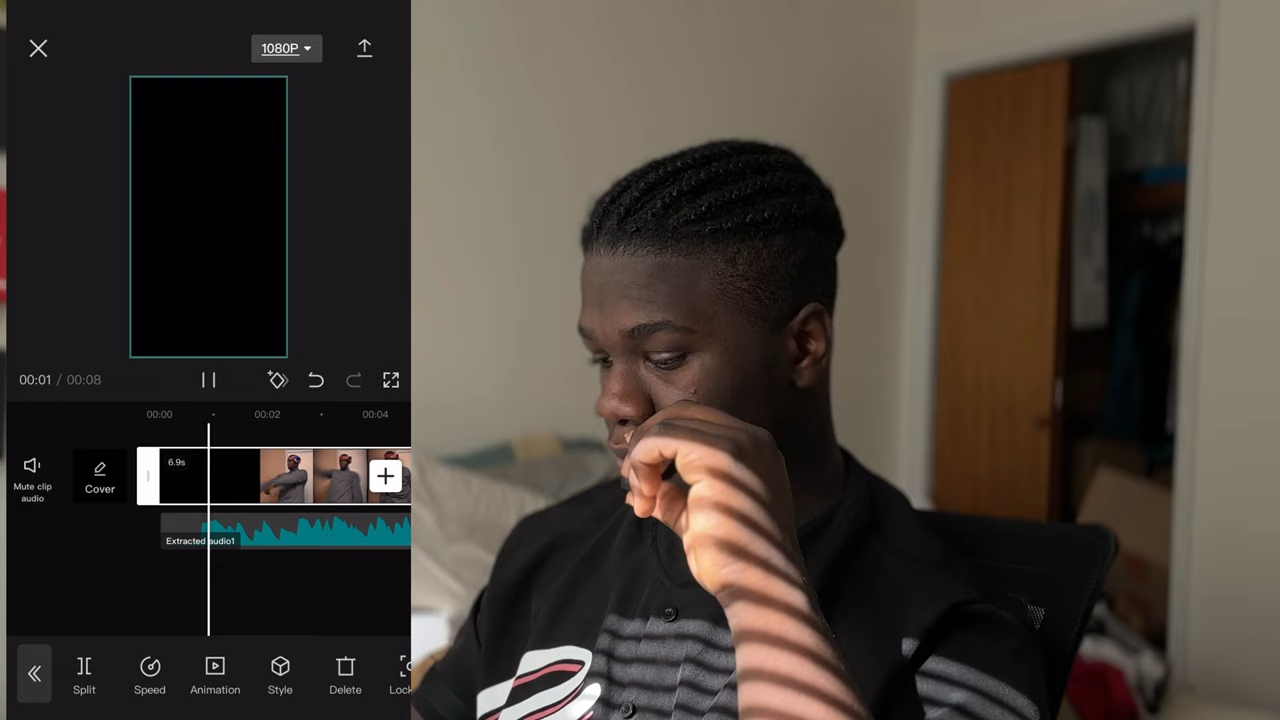 1080P
00:01 / 00:08
00:00
00:02
00:04
6.9s
Mute clip
audio
Cover
Extracted audio1
Split
Speed
Animation
Style
Delete
Lock